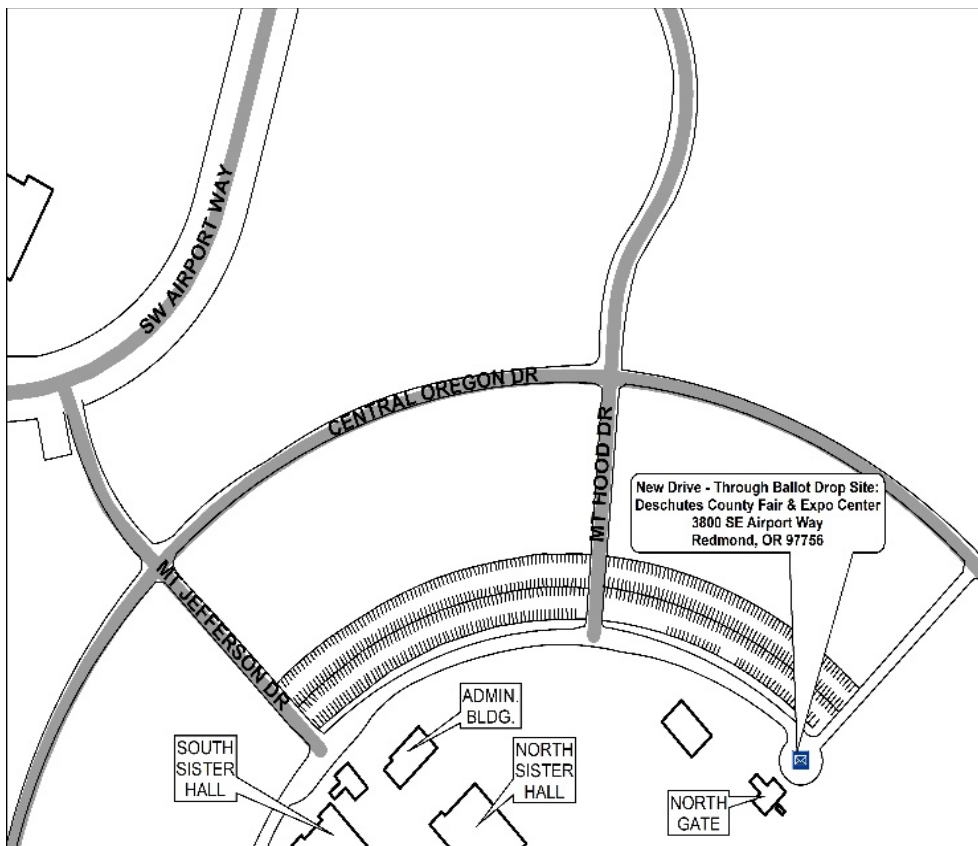 SW AIRPORT WAY
CENTRAL OREGON DR
MT HOOD DR
New Drive - Through Ballot Drop Site:
Deschutes County Fair & Expo Center
3800 SE Airport Way
Redmond, OR 97756
MT JEFFERSON DR
ADMIN.
BLDG.
SOUTH
SISTER
HALL
NORTH
SISTER
HALL
NORTH
GATE